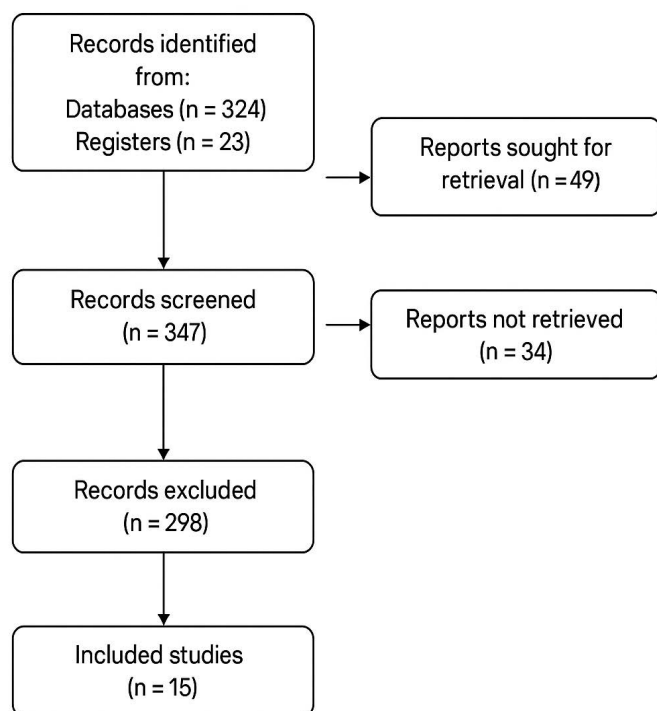 Records identified
from:
Databases (n = 324)
Registers (n = 23)
Reports sought for
retrieval (n = 49)
Records screened
(n = 347)
Reports not retrieved
(n = 34)
Records excluded
(n = 298)
Included studies
(n = 15)